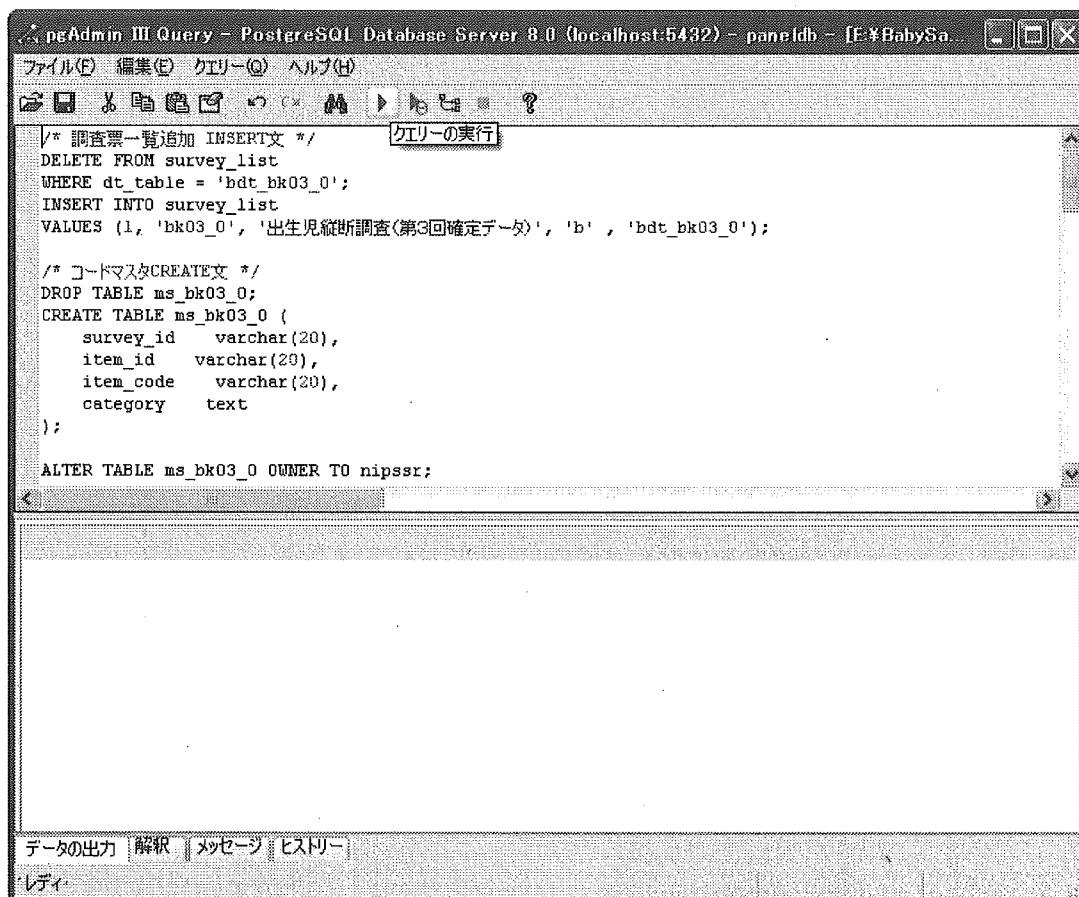 pgAdmin III Query - PostgreSQL Database Server 8.0 (localhost:5432) - paneldb - [E:¥BabySa...
ファイル(F) 編集(E) クエリー(Q) ヘルプ(H)
クエリーの実行
/* 調査票一覧追加 INSERT文 */
DELETE FROM survey_list
WHERE dt_table = 'bdt_bk03_0';
INSERT INTO survey_list
VALUES (1, 'bk03_0', '出生児縦断調査(第3回確定データ)', 'b' , 'bdt_bk03_0');
/* コードマスタCREATE文 */
DROP TABLE ms_bk03_0;
CREATE TABLE ms_bk03_0 (
survey_id varchar(20),
item_id varchar(20),
item_code varchar(20),
category text
);
ALTER TABLE ms_bk03_0 OWNER TO nipssr;
データの出力 解釈 メッセージ ヒストリー
レディ